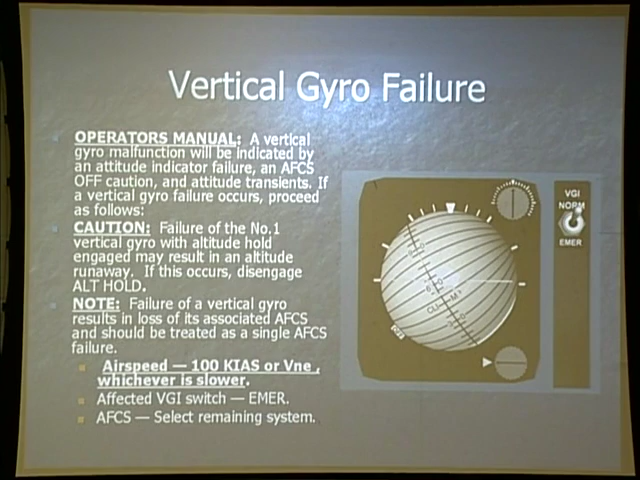 Vertical Gyro Failure
OPERATORS MANUAL: A vertical
gyro malfunction will be indicated by
an attitude indicator failure, an AFCS
OFF caution, and attitude transients. If
a vertical gyro failure occurs, proceed
as follows:
CAUTION: Failure of the No.1
vertical gyro with altitude hold
engaged may result in an altitude
runaway. If this occurs, disengage
ALT HOLD.
NOTE: Failure of a vertical gyro
results in loss of its associated AFCS
and should be treated as a single AFCS
failure.
Airspeed — 100 KIAS or Vne ,
whichever is slower.
Affected VGI switch — EMER.
AFCS — Select remaining system.
VGI
NORM
EMER